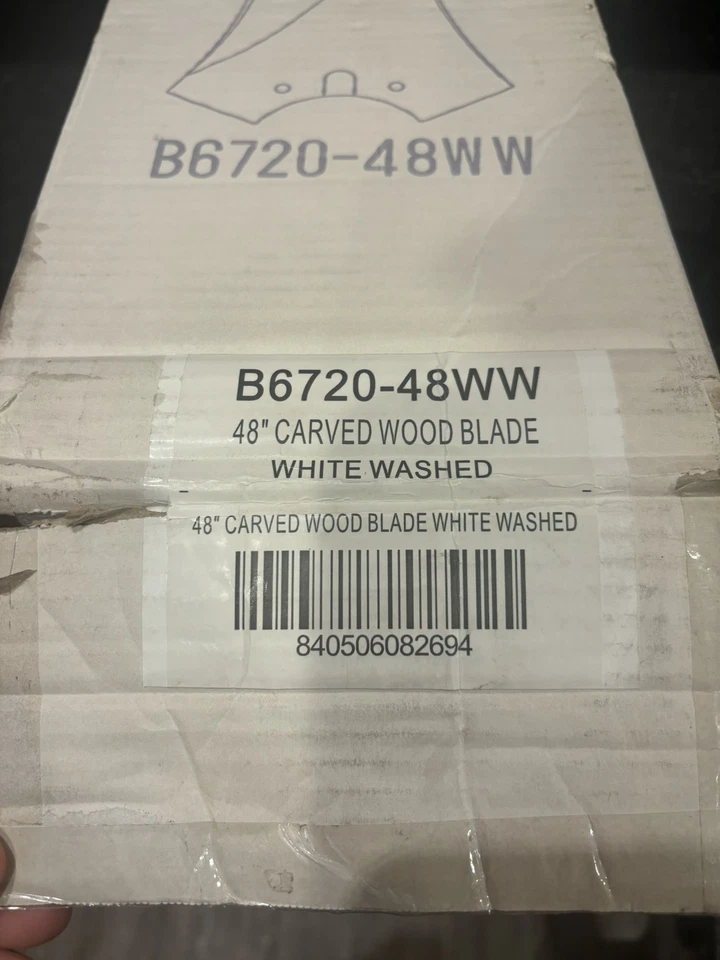 B6720-48WW
B6720-48WW
48" CARVED WOOD BLADE
WHITE WASHED
48" CARVED WOOD BLADE WHITE WASHED
840506082694